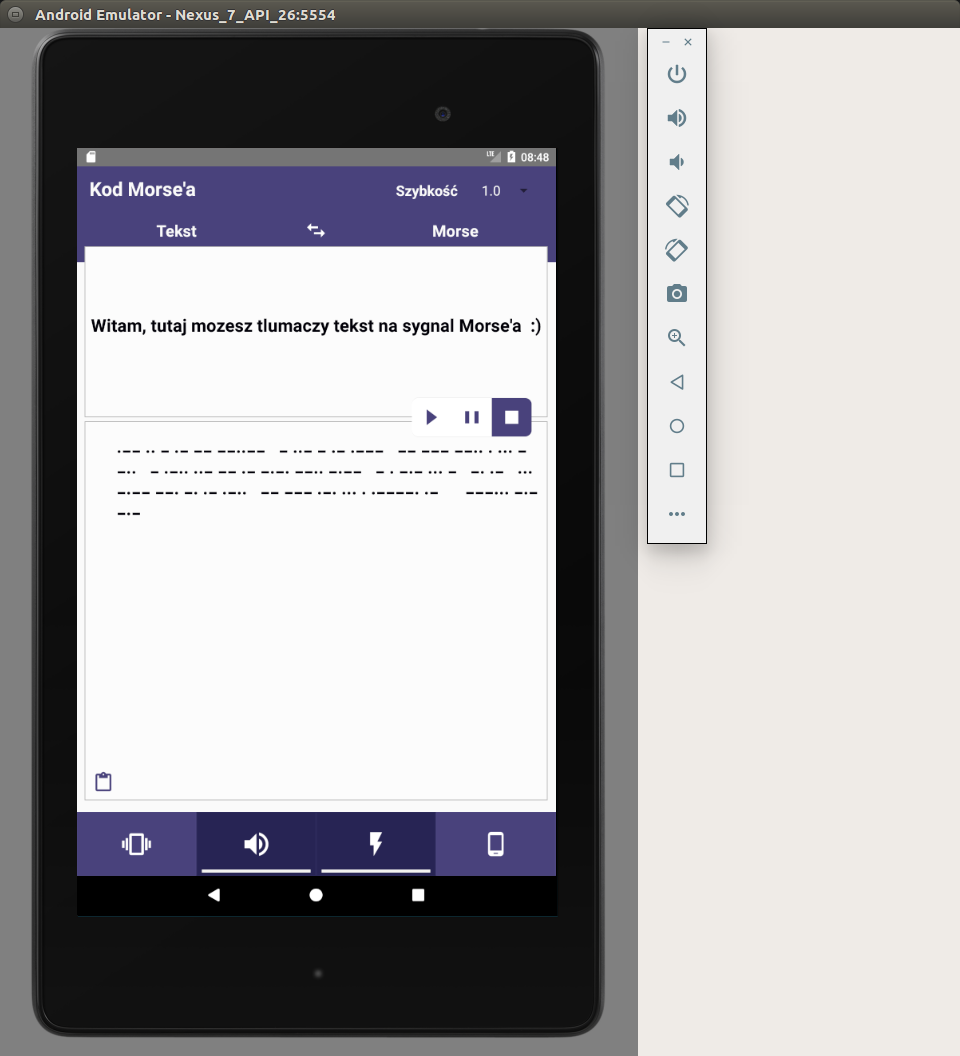 Android Emulator - Nexus_7_API_26:5554
LTE 08:48
Kod Morse'a Szybkość 1.0
Tekst Morse
Witam, tutaj mozesz tlumaczy tekst na sygnal Morse'a :)